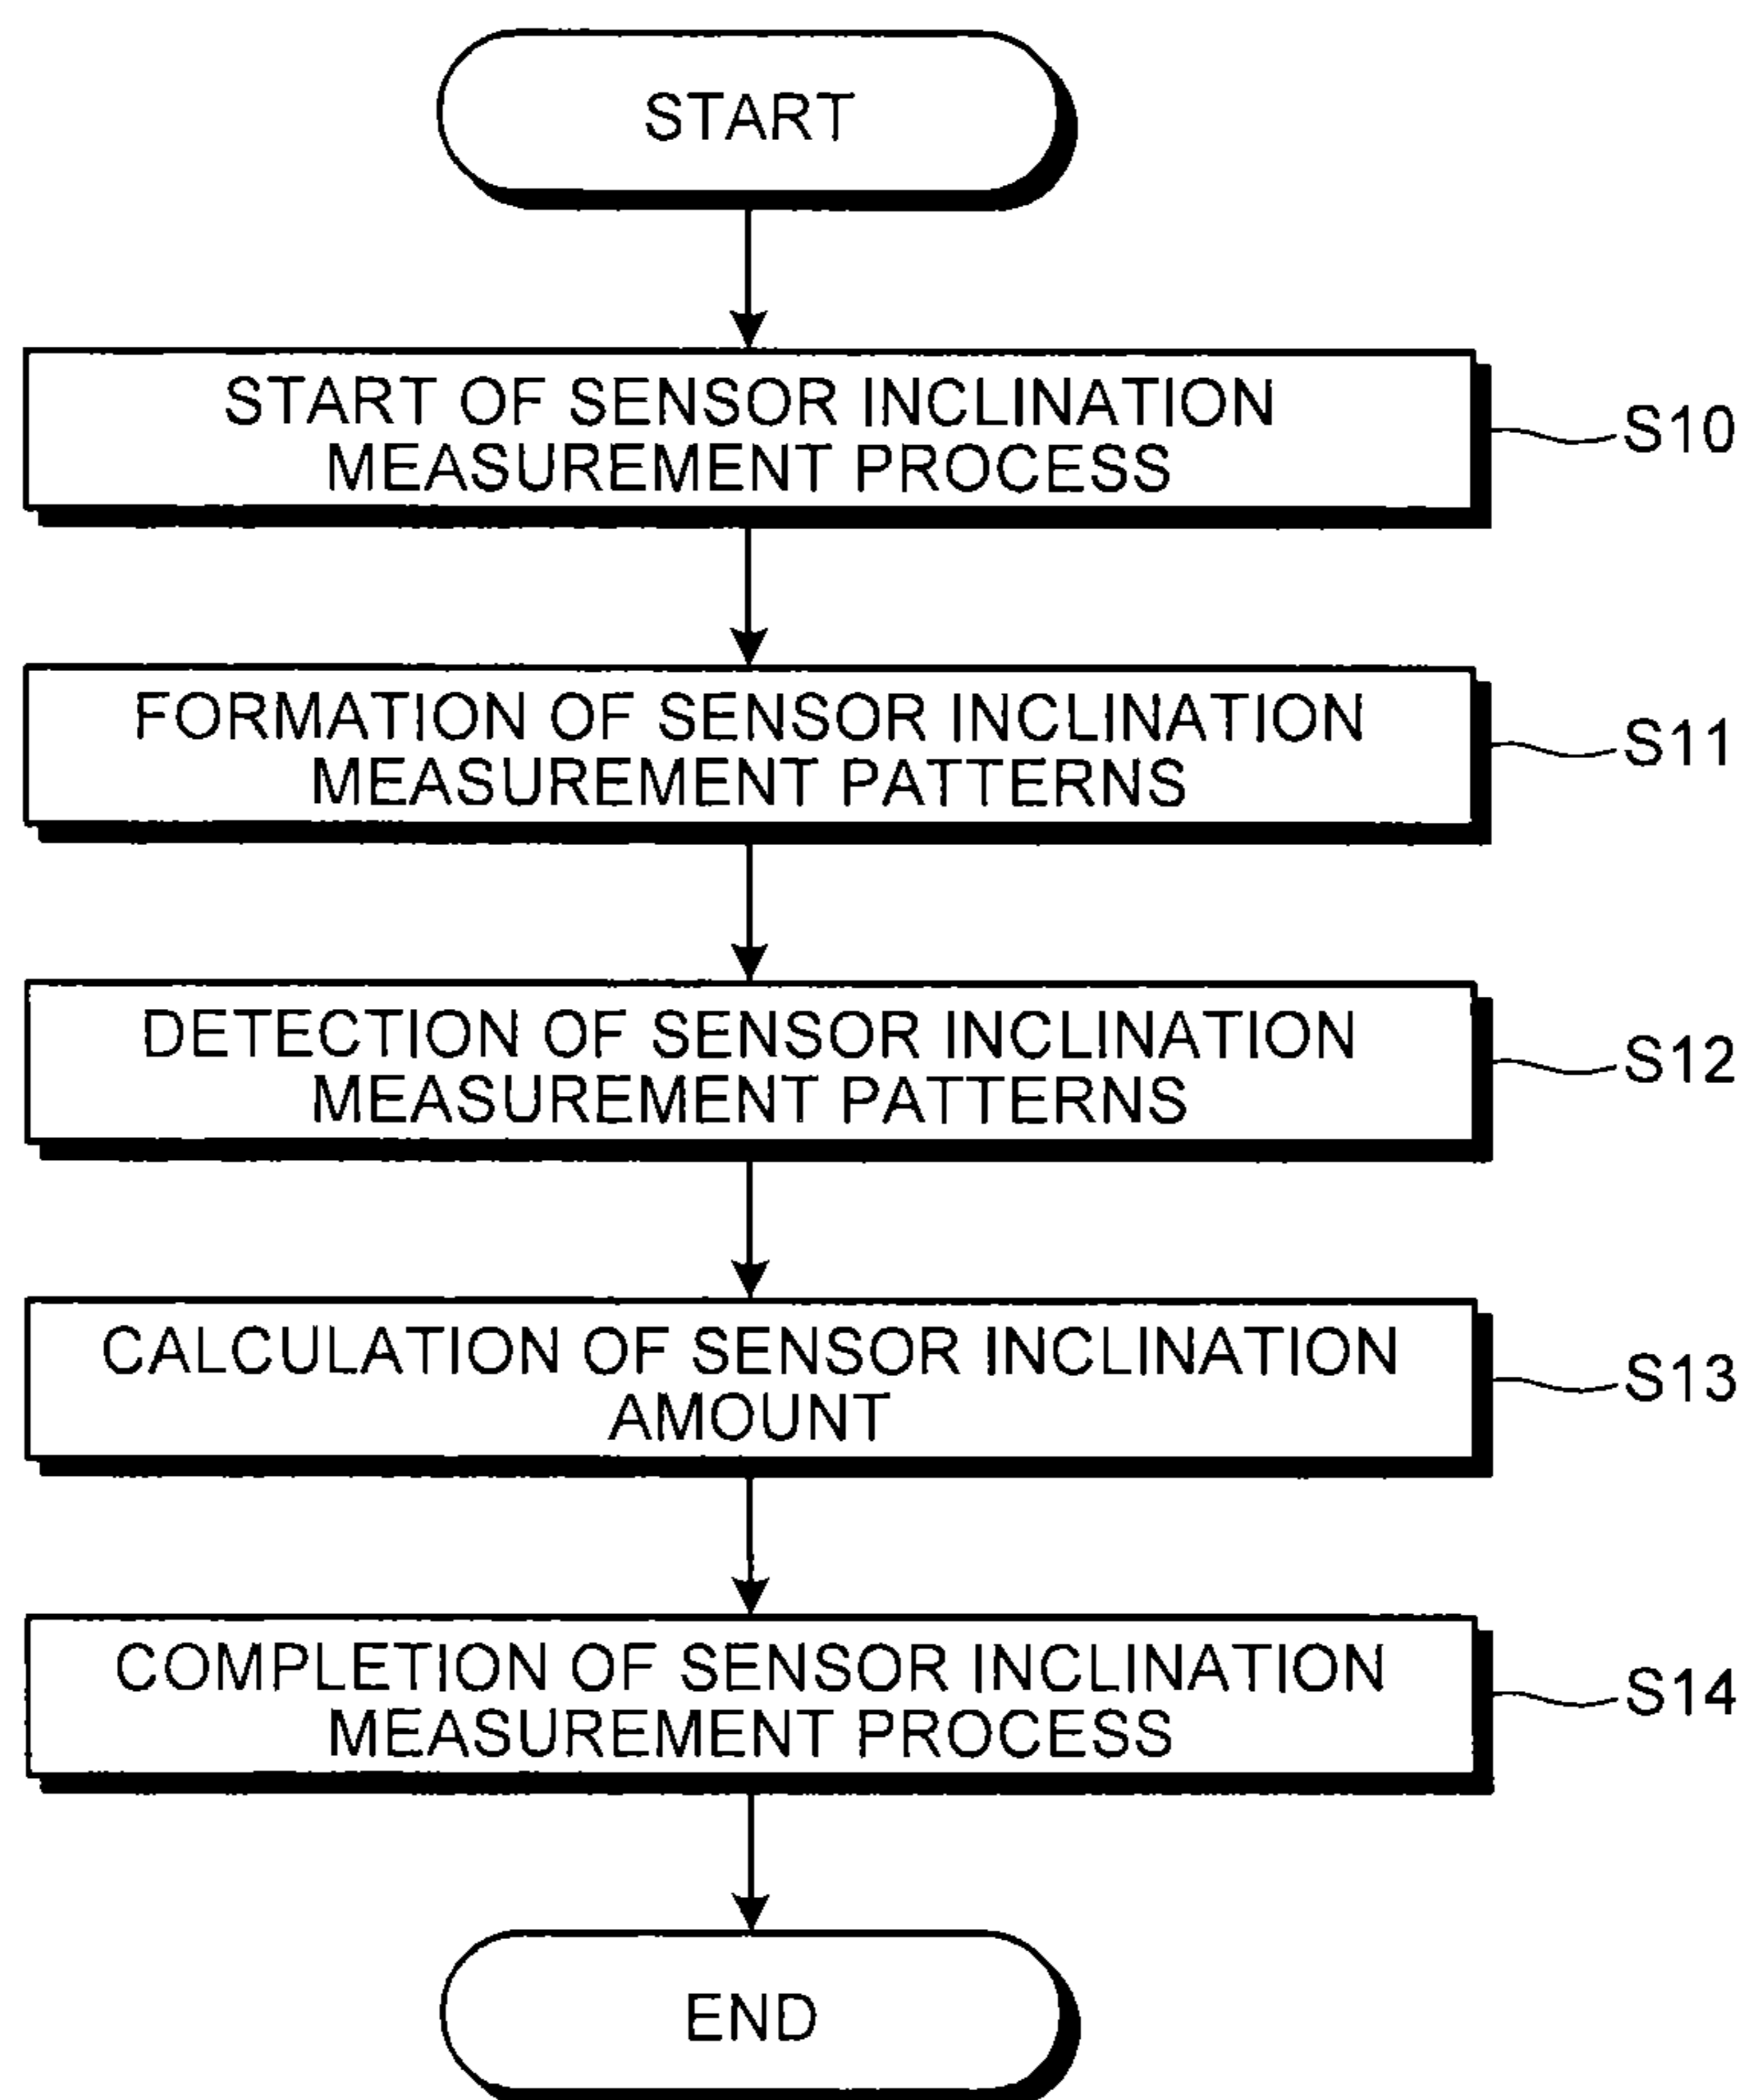 START
START OF SENSOR INCLINATION
MEASUREMENT PROCESS
S10
FORMATION OF SENSOR INCLINATION
MEASUREMENT PATTERNS
S11
DETECTION OF SENSOR INCLINATION
MEASUREMENT PATTERNS
S12
CALCULATION OF SENSOR INCLINATION
AMOUNT
S13
COMPLETION OF SENSOR INCLINATION
MEASUREMENT PROCESS
S14
END